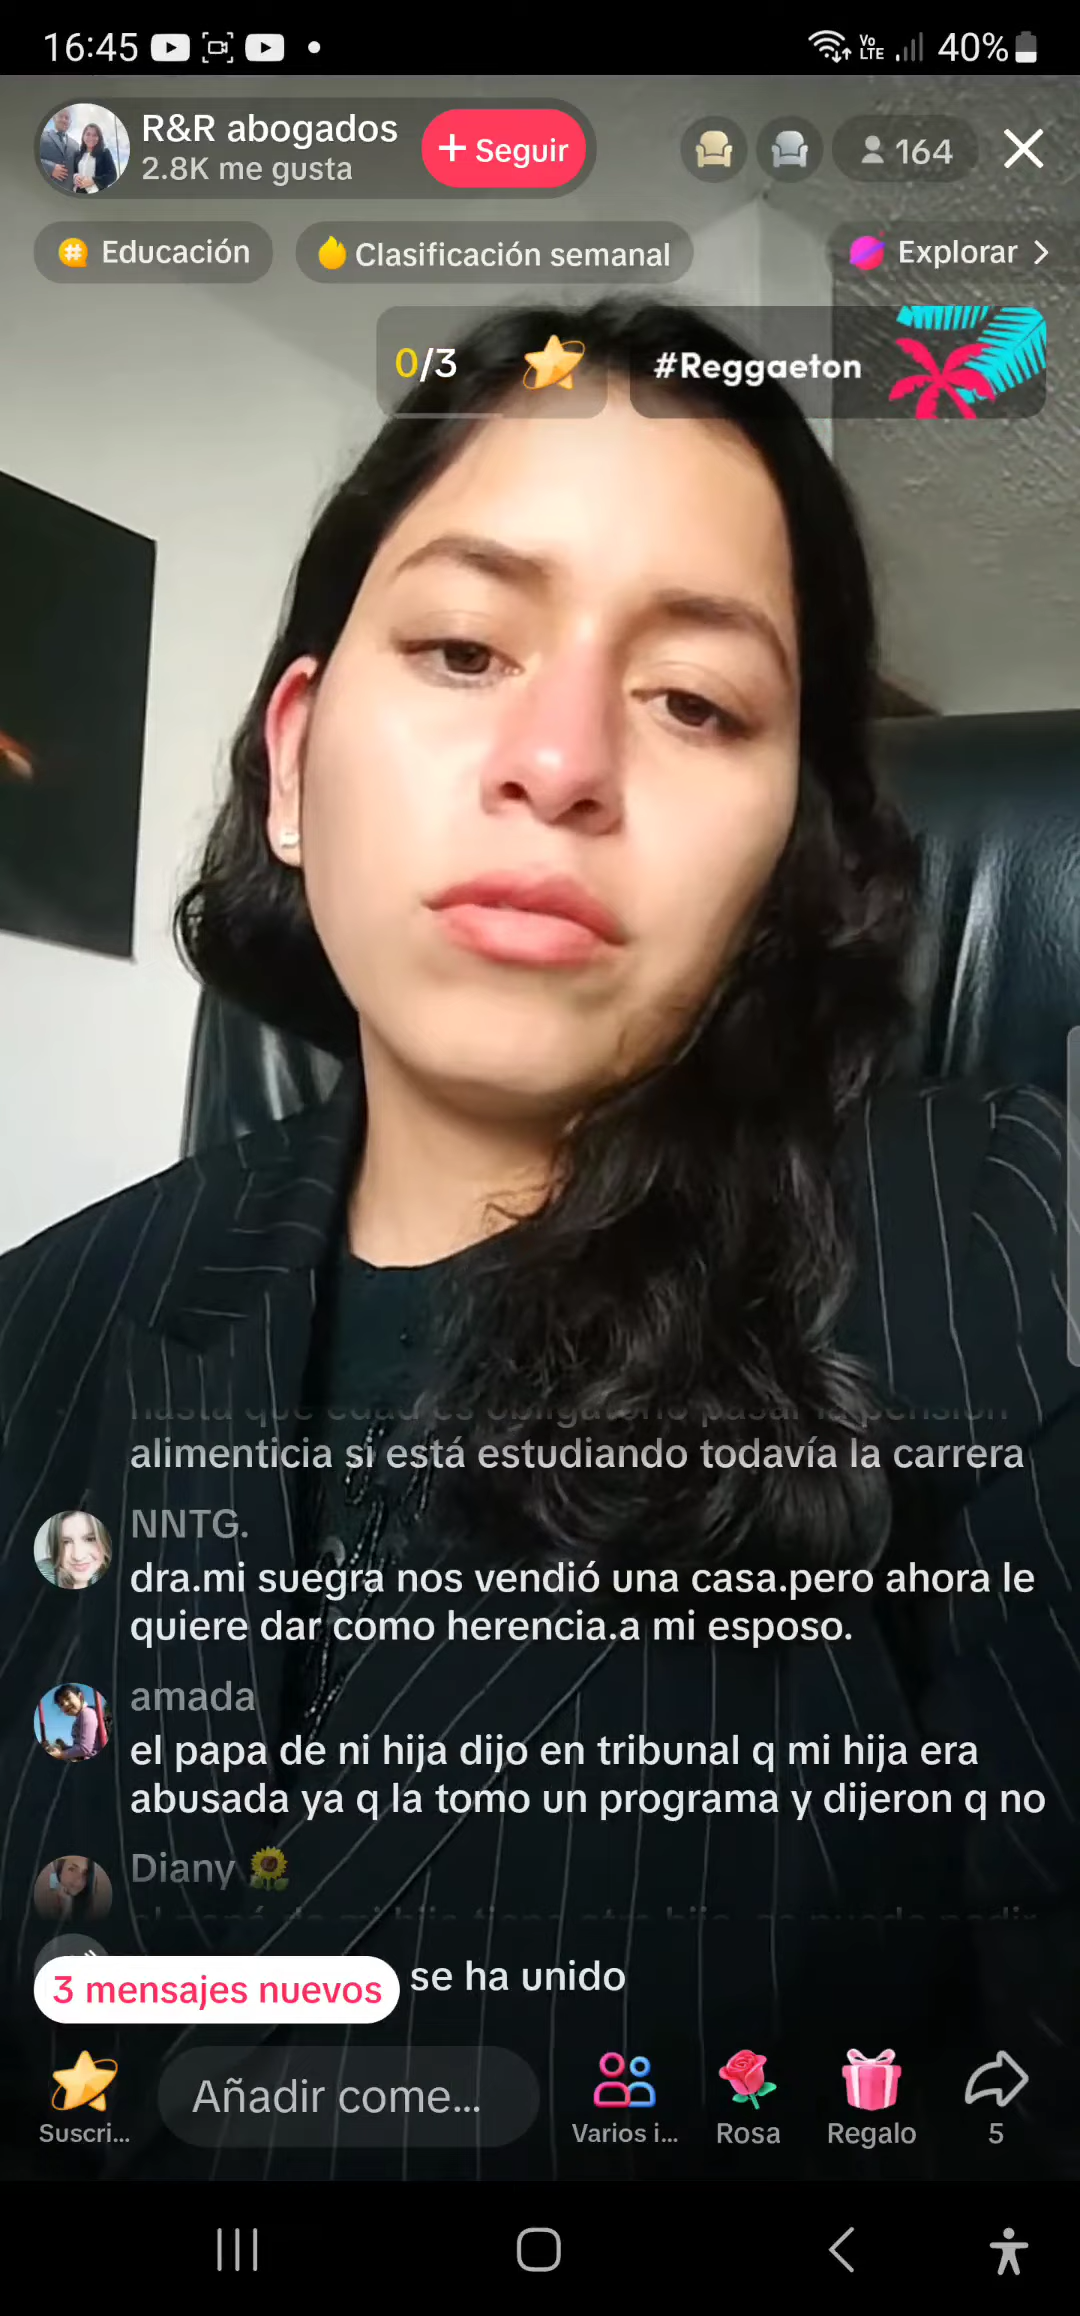 16:45
Vo LTE 40%
R&R abogados
2.8K me gusta
+ Seguir
164
Educación
Clasificación semanal
Explorar >
0/3
#Reggaeton
alimenticia si está estudiando todavía la carrera
NNTG.
dra.mi suegra nos vendió una casa.pero ahora le
quiere dar como herencia.a mi esposo.
amada
el papa de ni hija dijo en tribunal q mi hija era
abusada ya q la tomo un programa y dijeron q no
Diany 🌻
3 mensajes nuevos
se ha unido
Añadir come...
Suscri...
Varios i...
Rosa
Regalo
5